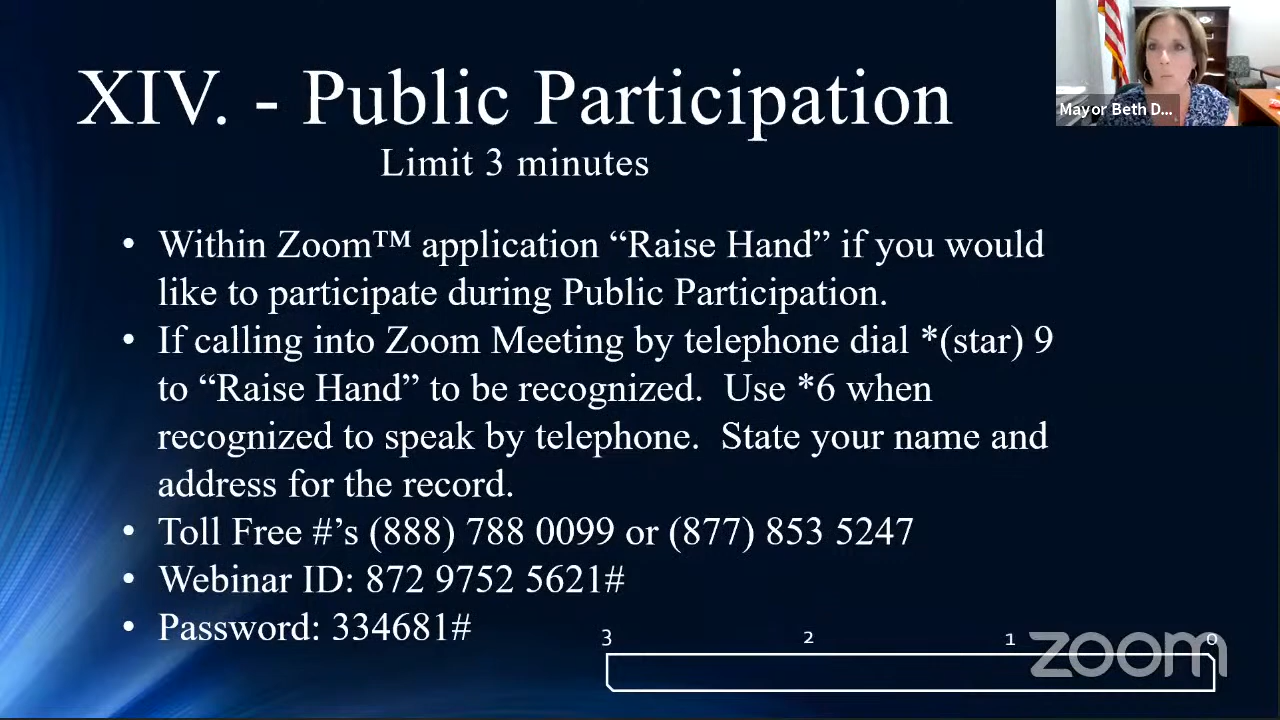 XIV. - Public Participation
Limit 3 minutes
Mayor Beth D...
• Within Zoom™ application “Raise Hand” if you would
like to participate during Public Participation.
• If calling into Zoom Meeting by telephone dial *(star) 9
to “Raise Hand” to be recognized.  Use *6 when
recognized to speak by telephone.  State your name and
address for the record.
• Toll Free #’s (888) 788 0099 or (877) 853 5247
• Webinar ID: 872 9752 5621#
• Password: 334681#
3 2 1 0
zoom